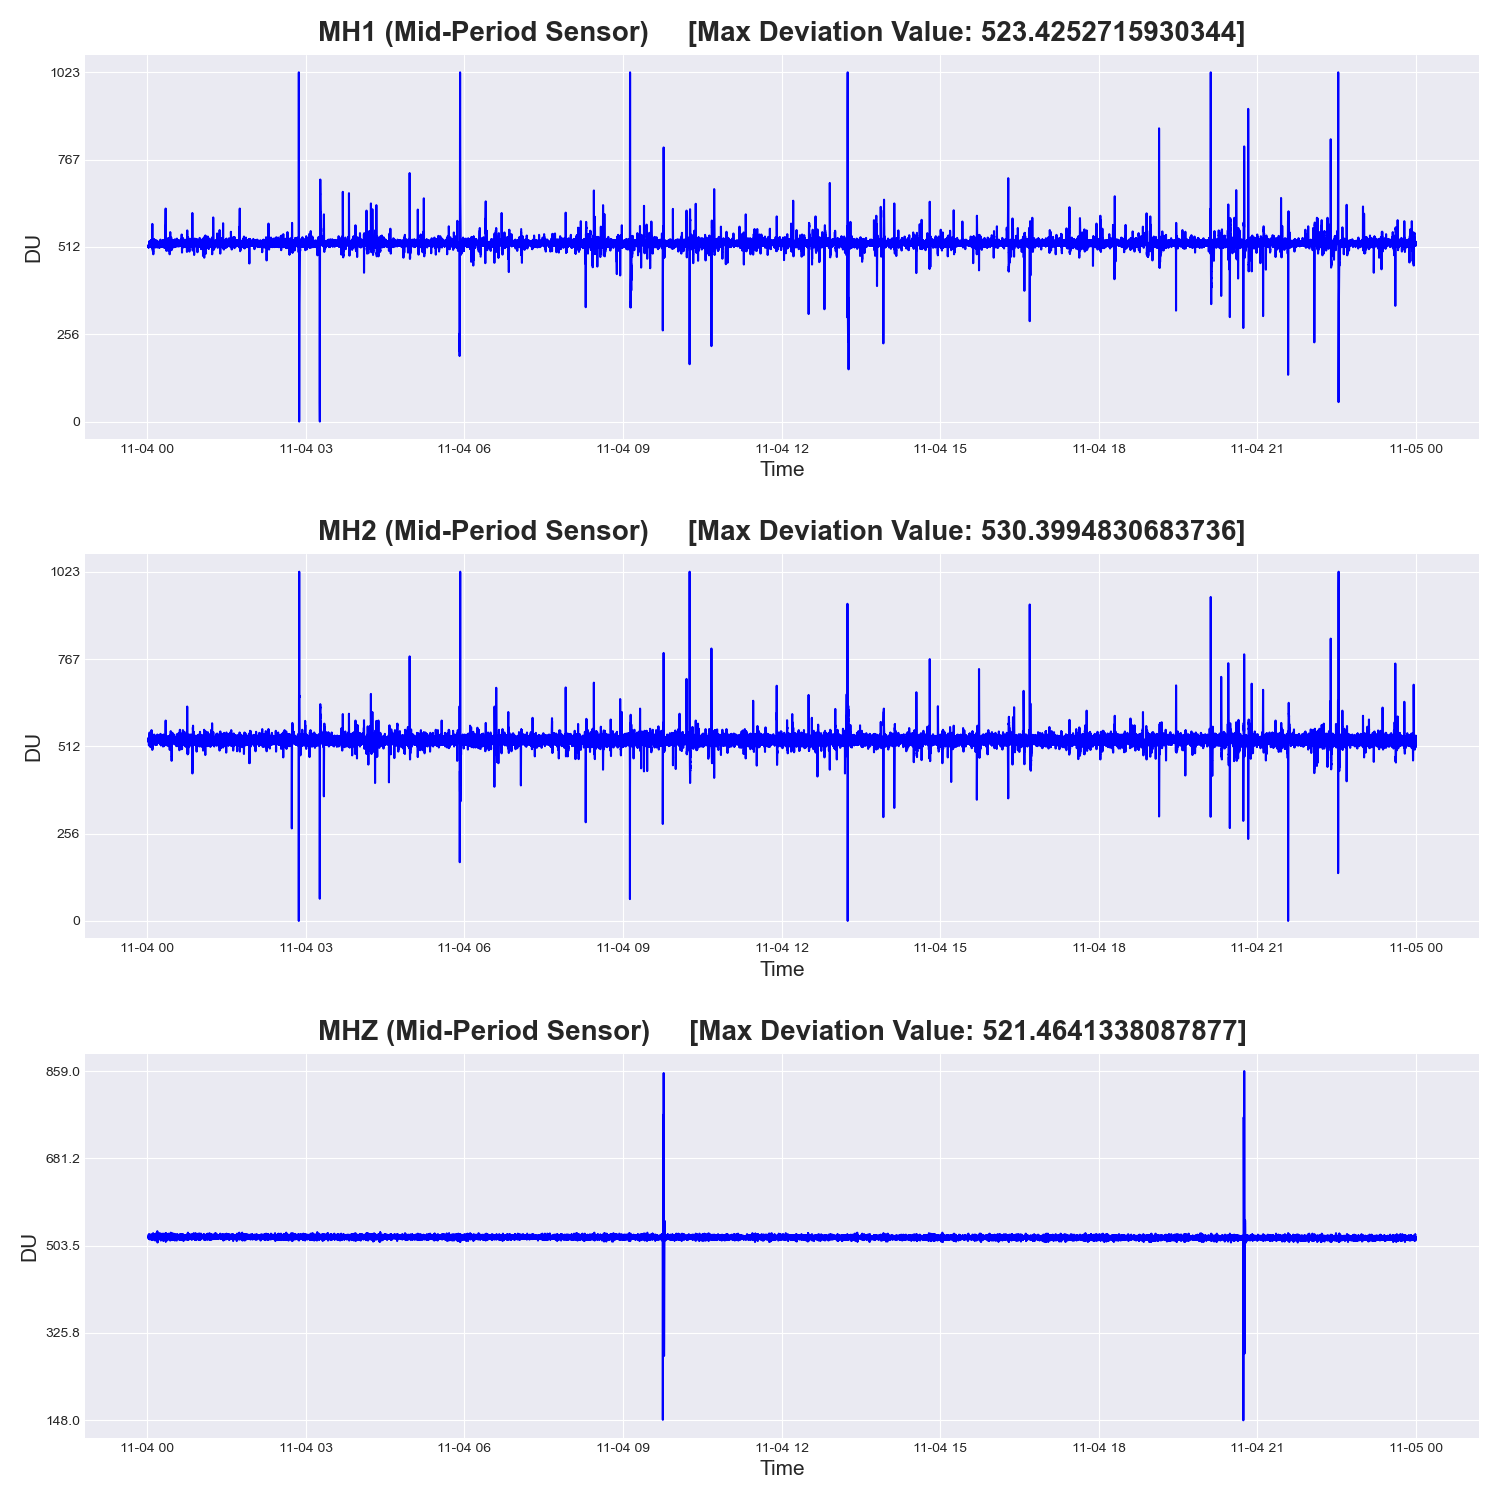 MH1 (Mid-Period Sensor) [Max Deviation Value: 523.4252715930344]
1023
767
512
256
0
DU
11-04 00 11-04 03 11-04 06 11-04 09 11-04 12 11-04 15 11-04 18 11-04 21 11-05 00
Time
MH2 (Mid-Period Sensor) [Max Deviation Value: 530.3994830683736]
1023
767
512
256
0
DU
11-04 00 11-04 03 11-04 06 11-04 09 11-04 12 11-04 15 11-04 18 11-04 21 11-05 00
Time
MHZ (Mid-Period Sensor) [Max Deviation Value: 521.4641338087877]
859.0
681.2
503.5
325.8
148.0
DU
11-04 00 11-04 03 11-04 06 11-04 09 11-04 12 11-04 15 11-04 18 11-04 21 11-05 00
Time